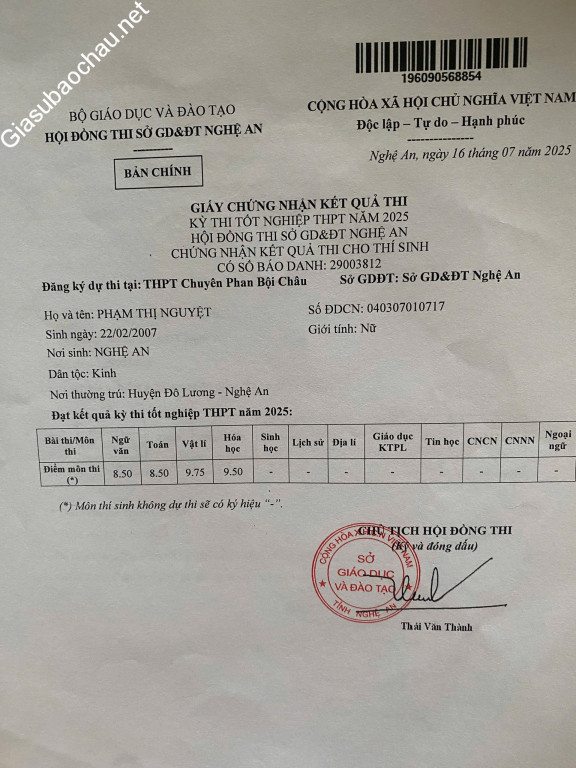 Giasubaochau.net
196090568854
BỘ GIÁO DỤC VÀ ĐÀO TẠO
HỘI ĐỒNG THI SỞ GD&ĐT NGHỆ AN
----------
BẢN CHÍNH
CỘNG HÒA XÃ HỘI CHỦ NGHĨA VIỆT NAM
Độc lập – Tự do – Hạnh phúc
---------------
Nghệ An, ngày 16 tháng 07 năm 2025
GIẤY CHỨNG NHẬN KẾT QUẢ THI
KỲ THI TỐT NGHIỆP THPT NĂM 2025
HỘI ĐỒNG THI SỞ GD&ĐT NGHỆ AN
CHỨNG NHẬN KẾT QUẢ THI CHO THÍ SINH
CÓ SỐ BÁO DANH: 29003812
Đăng ký dự thi tại: THPT Chuyên Phan Bội Châu Sở GDĐT: Sở GD&ĐT Nghệ An
Họ và tên: PHẠM THỊ NGUYỆT Số ĐDCN: 040307010717
Sinh ngày: 22/02/2007 Giới tính: Nữ
Nơi sinh: NGHỆ AN
Dân tộc: Kinh
Nơi thường trú: Huyện Đô Lương - Nghệ An
Đạt kết quả kỳ thi tốt nghiệp THPT năm 2025:
Bài thi/Môn thi Ngữ văn Toán Vật lí Hóa học Sinh học Lịch sử Địa lí Giáo dục KTPL Tin học CNCN CNNN Ngoại ngữ
Điểm môn thi (*) 8.50 8.50 9.75 9.50 - - - - - - - -
(*) Môn thí sinh không dự thi sẽ có ký hiệu “-”.
CHỦ TỊCH HỘI ĐỒNG THI
(Ký và đóng dấu)
CỘNG HÒA XHCN VIỆT NAM
SỞ
GIÁO DỤC
VÀ ĐÀO TẠO
TỈNH NGHỆ AN
Thái Văn Thành